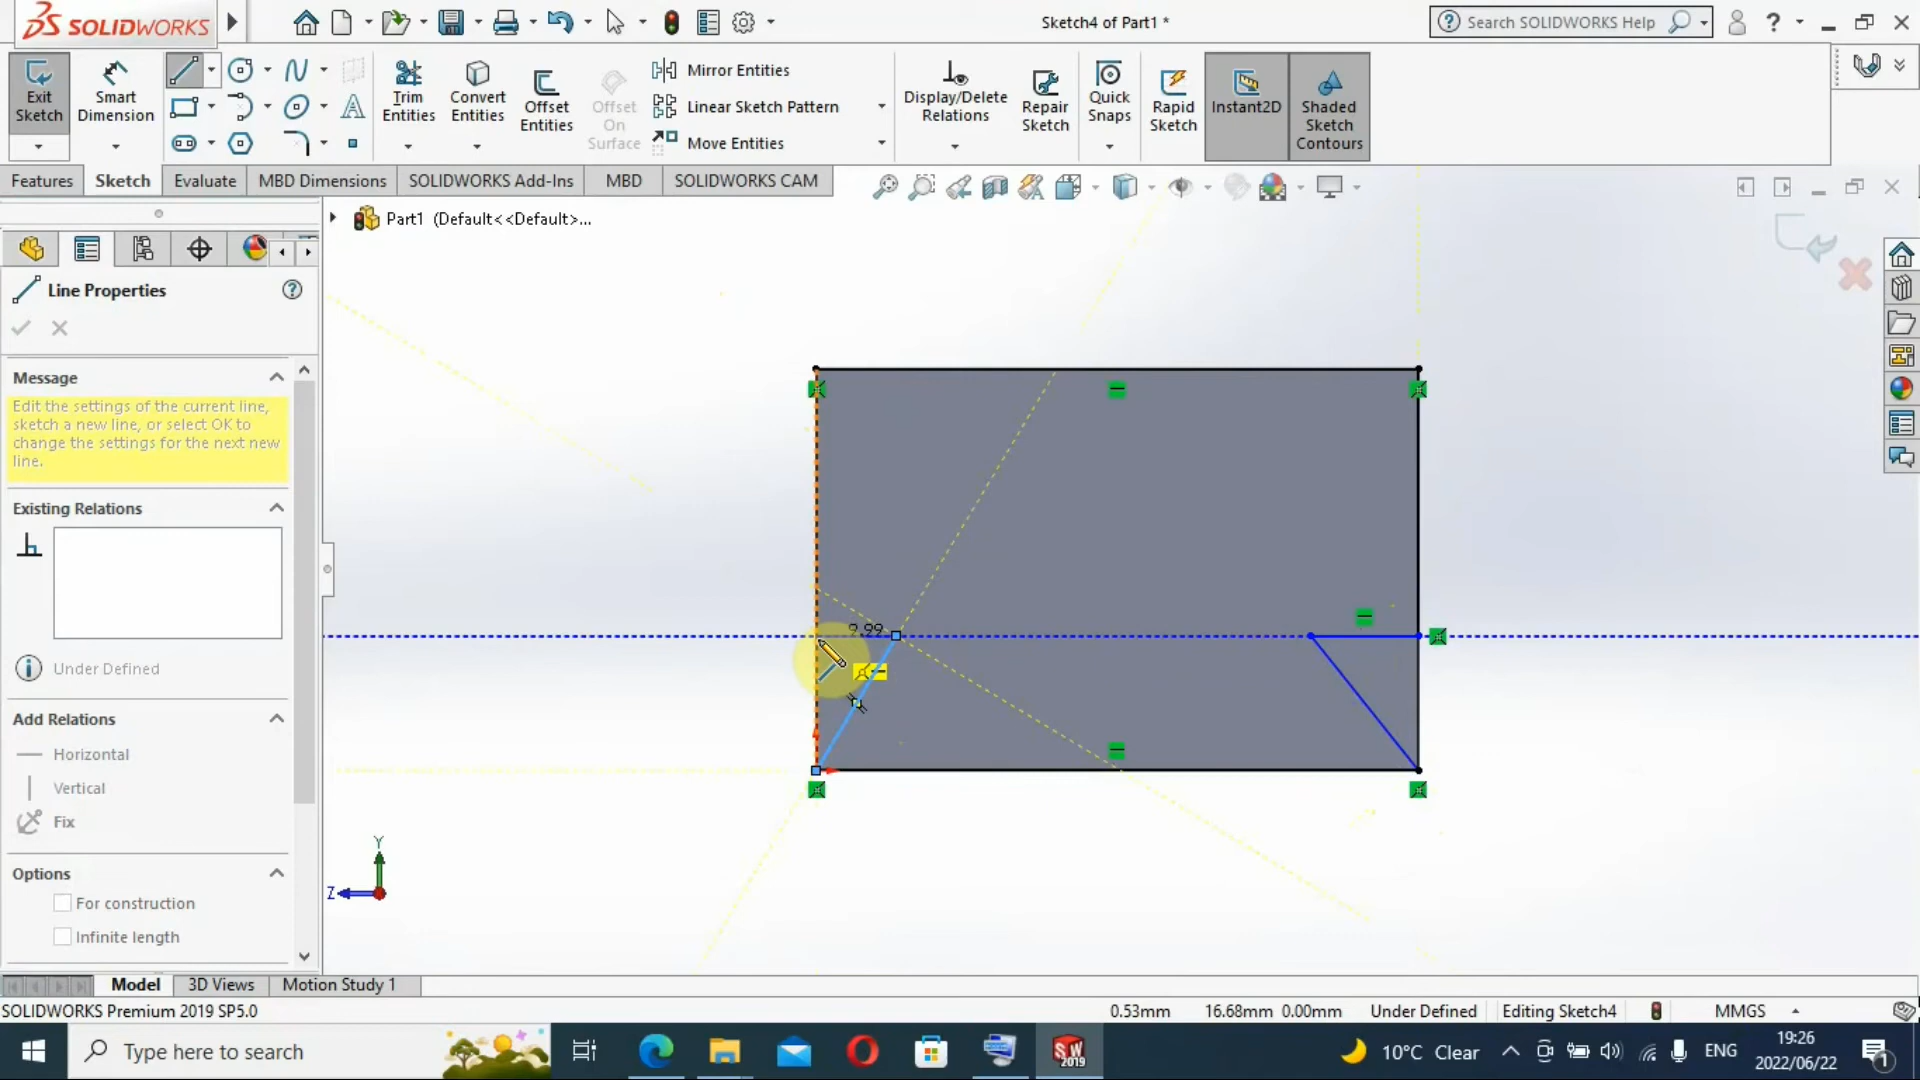 SOLIDWORKS
Sketch4 of Part1 *
Search SOLIDWORKS Help
Exit Sketch
Smart Dimension
Trim Entities
Convert Entities
Offset Entities
Offset On Surface
Mirror Entities
Linear Sketch Pattern
Move Entities
Display/Delete Relations
Repair Sketch
Quick Snaps
Rapid Sketch
Instant2D
Shaded Sketch Contours
Features
Sketch
Evaluate
MBD Dimensions
SOLIDWORKS Add-Ins
MBD
SOLIDWORKS CAM
Part1 (Default<<Default>...
Line Properties
Message
Edit the settings of the current line,
sketch a new line, or select OK to
change the settings for the next new
line.
Existing Relations
Under Defined
Add Relations
Horizontal
Vertical
Fix
Options
For construction
Infinite length
9.99
Y
Z
Model
3D Views
Motion Study 1
SOLIDWORKS Premium 2019 SP5.0
0.53mm
16.68mm 0.00mm
Under Defined
Editing Sketch4
MMGS
Type here to search
SW
2019
10°C Clear
ENG
19:26
2022/06/22
1